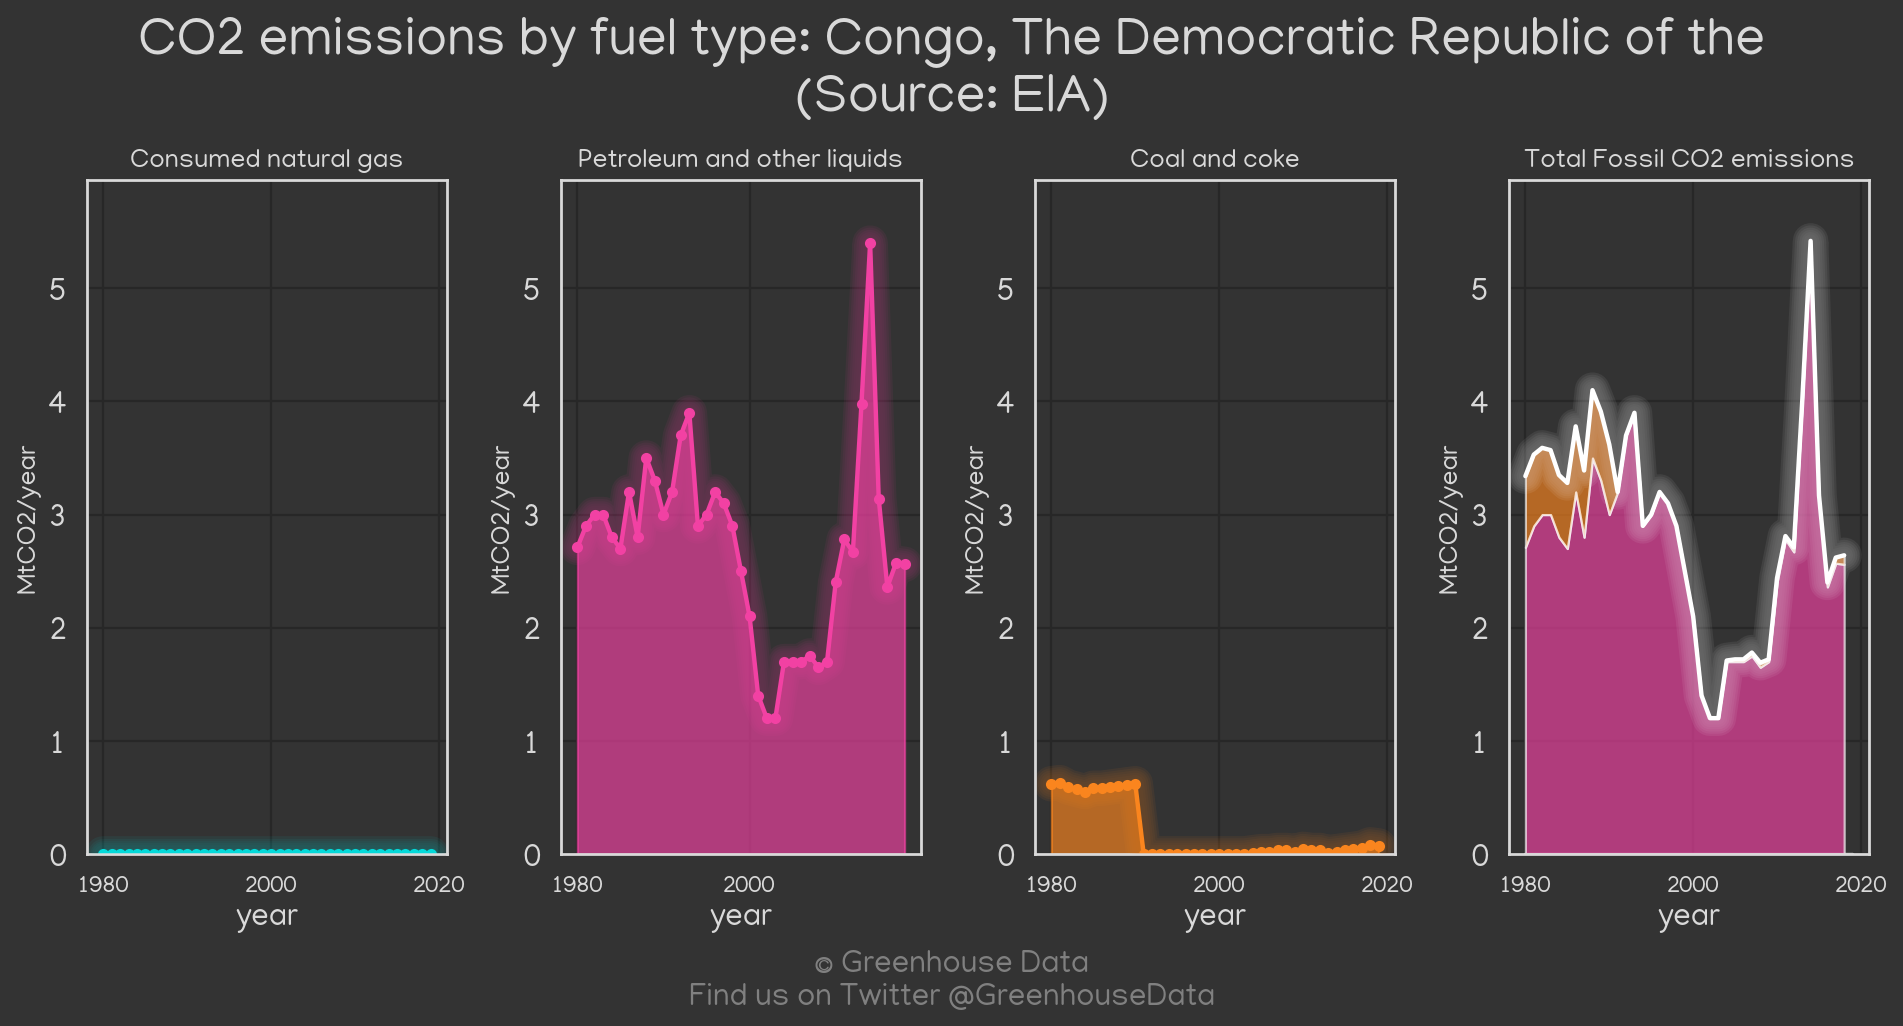 CO2 emissions by fuel type: Congo, The Democratic Republic of the
(Source: EIA)
Consumed natural gas
Petroleum and other liquids
Coal and coke
Total Fossil CO2 emissions
MtCO2/year
5
4
3
2
1
0
1980
2000
2020
year
MtCO2/year
5
4
3
2
1
0
1980
2000
year
MtCO2/year
5
4
3
2
1
0
1980
2000
2020
year
MtCO2/year
5
4
3
2
1
0
1980
2000
2020
year
© Greenhouse Data
Find us on Twitter @GreenhouseData